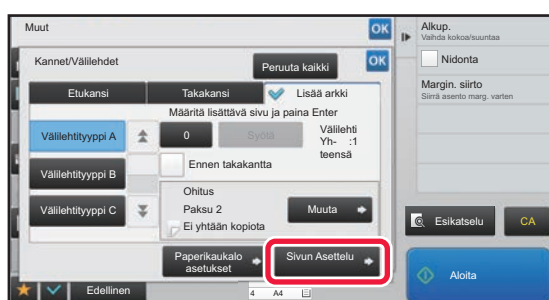 Muut
OK
Alkup.
Vaihda kokoa/suuntaa
Kannet/Välilehdet
Peruuta kaikki
OK
Nidonta
Etukansi
Takakansi
Lisää arkki
Margin. siirto
Siirrä asento marg. varten
Määritä lisättävä sivu ja paina Enter
Välilehtityyppi A
0
Syötä
Välilehti
Yh- :1
teensä
Ennen takakantta
Välilehtityyppi B
Ohitus
Paksu 2
Ei yhtään kopiota
Muuta
Välilehtityyppi C
Esikatselu
CA
Paperikaukalo
asetukset
Sivun Asettelu
Aloita
Edellinen
4 A4